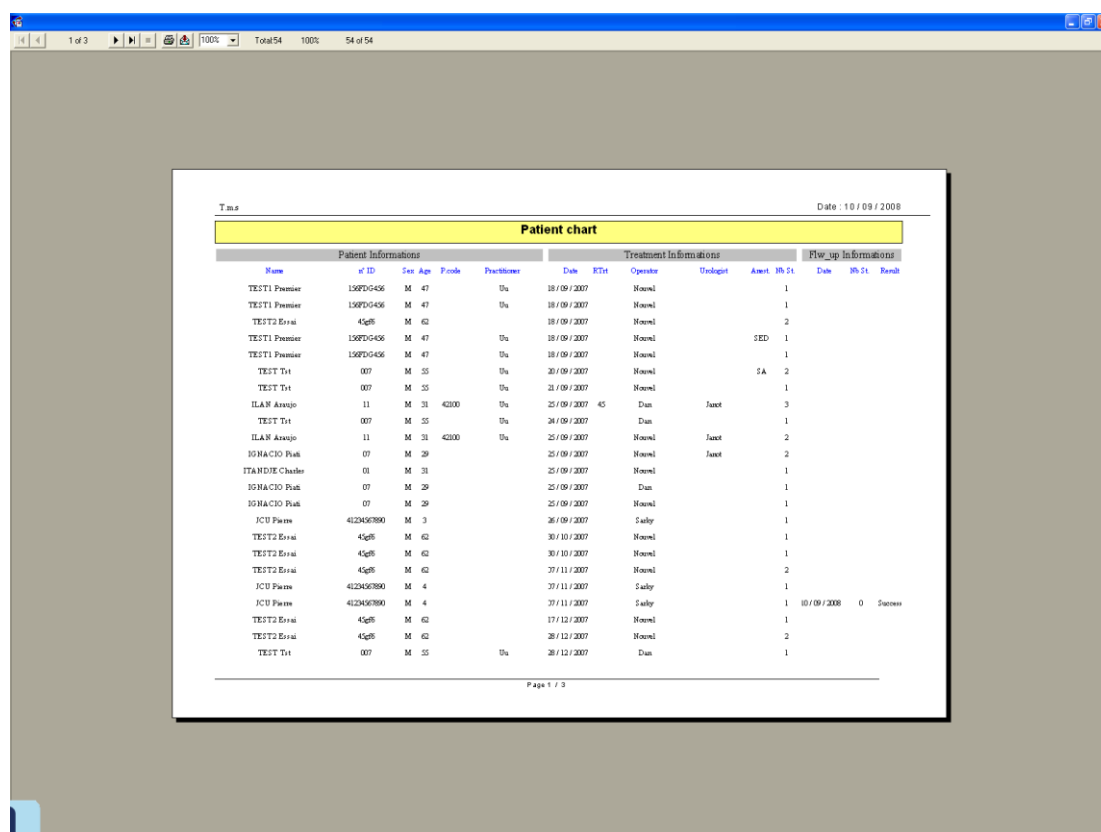 1 of 3 100% Total:54 100% 54 of 54
T.m.s Date : 10 / 09 / 2008
Patient chart
Patient Informations Treatment Informations Flw_up Informations
Name n° ID Sex Age P.code Practitioner Date RTrt Operator Urologist Anest Nb St. Date Nb St. Result
TEST1 Premier 156FDG456 M 47 Uu 18 / 09 / 2007 Nouvel 1
TEST1 Premier 156FDG456 M 47 Uu 18 / 09 / 2007 Nouvel 1
TEST2 Essai 45gf6 M 62 18 / 09 / 2007 Nouvel 2
TEST1 Premier 156FDG456 M 47 Uu 18 / 09 / 2007 Nouvel SED 1
TEST1 Premier 156FDG456 M 47 Uu 18 / 09 / 2007 Nouvel 1
TEST Tst 007 M 55 Uu 20 / 09 / 2007 Nouvel SA 2
TEST Tst 007 M 55 Uu 21 / 09 / 2007 Nouvel 1
ILAN Araujo 11 M 31 42100 Uu 25 / 09 / 2007 45 Dan Janot 3
TEST Tst 007 M 55 Uu 24 / 09 / 2007 Dan 1
ILAN Araujo 11 M 31 42100 Uu 25 / 09 / 2007 Nouvel Janot 2
IGNACIO Piati 07 M 29 25 / 09 / 2007 Nouvel Janot 2
ITANDJE Charles 01 M 31 25 / 09 / 2007 Nouvel 1
IGNACIO Piati 07 M 29 25 / 09 / 2007 Dan 1
IGNACIO Piati 07 M 29 25 / 09 / 2007 Nouvel 1
JCU Pierre 41234567890 M 3 26 / 09 / 2007 1
TEST2 Essai 45gf6 M 62 30 / 10 / 2007 Nouvel 1
TEST2 Essai 45gf6 M 62 30 / 10 / 2007 Nouvel 1
TEST2 Essai 45gf6 M 62 / 11 / 2007 Nouvel 2
JCU Pierre 41234567890 M 4 / 11 / 2007 1
JCU Pierre 41234567890 M 4 / 11 / 2007 1 10 / 09 / 2008 0 Success
TEST2 Essai 45gf6 M 62 17 / 12 / 2007 Nouvel 1
TEST2 Essai 45gf6 M 62 28 / 12 / 2007 Nouvel 2
TEST Tst 007 M 55 Uu 28 / 12 / 2007 Dan 1
Page 1 / 3